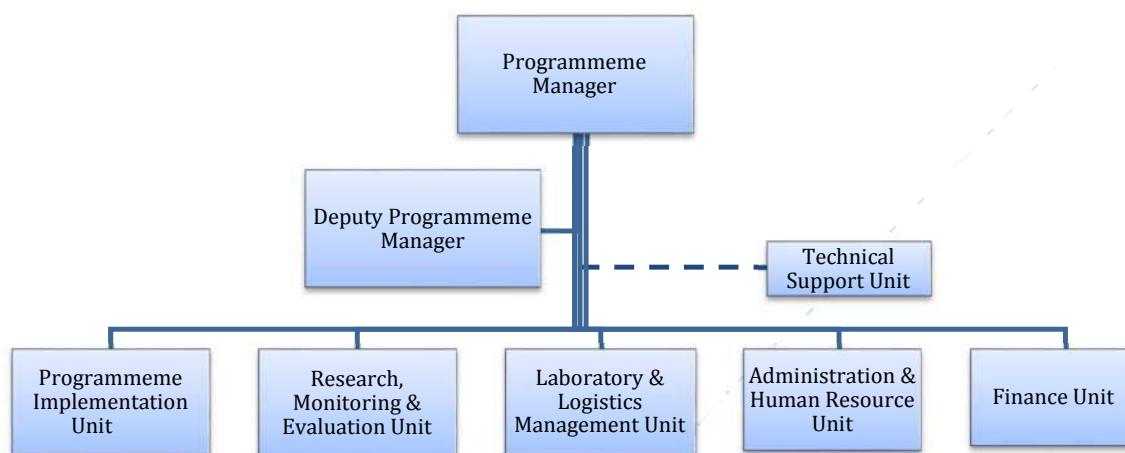 Programmeme
Manager
Deputy Programmeme
Manager
Technical
Support Unit
Programmeme
Implementation
Unit
Research,
Monitoring &
Evaluation Unit
Laboratory &
Logistics
Management Unit
Administration &
Human Resource
Unit
Finance Unit